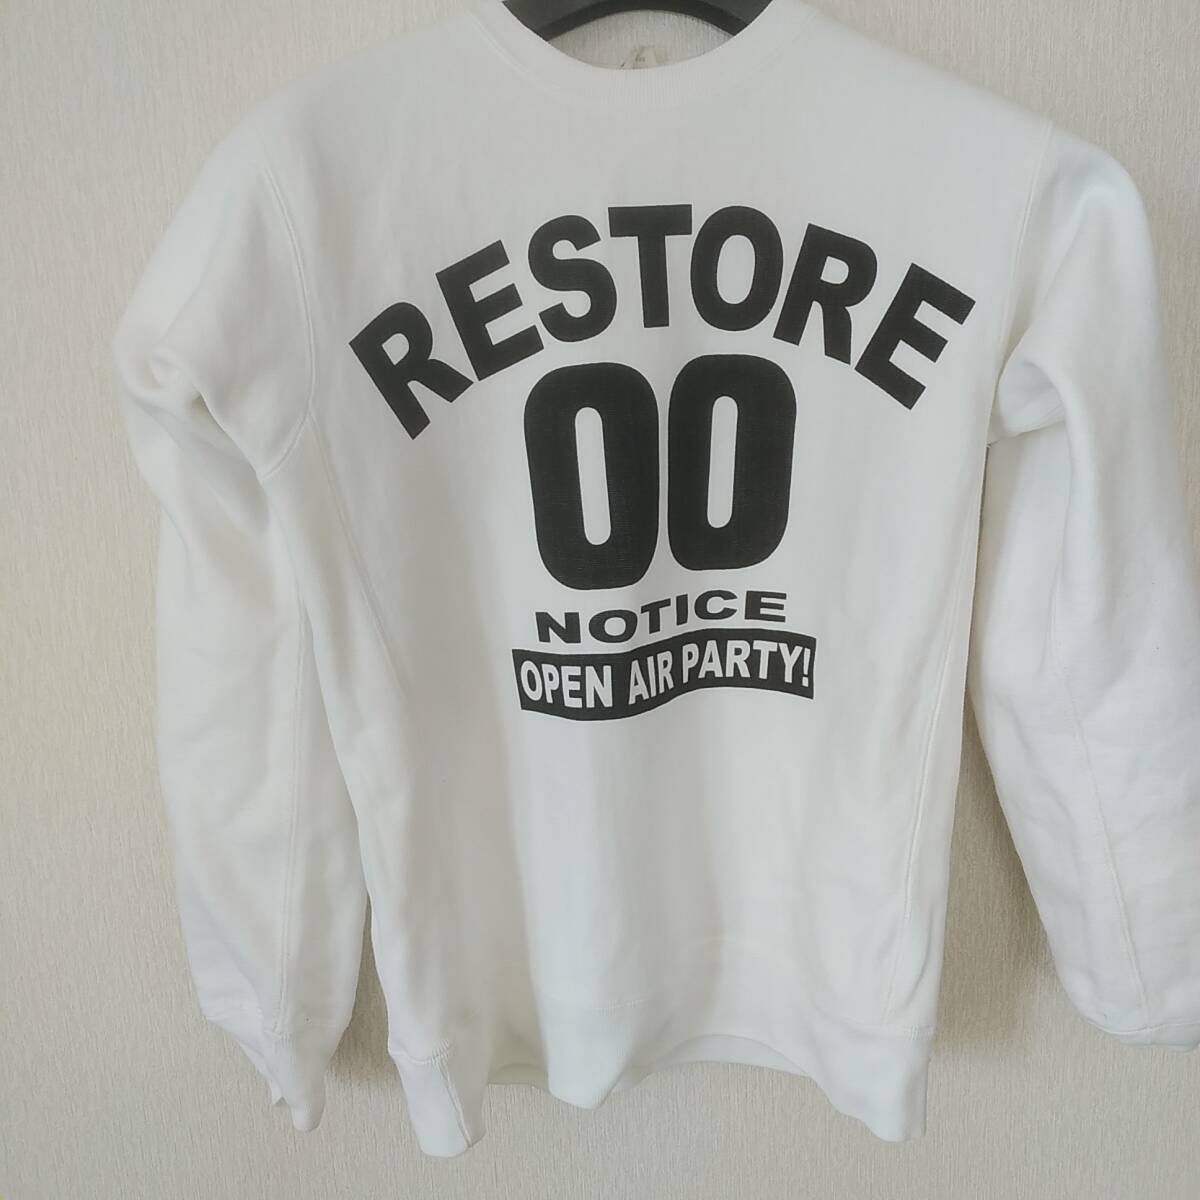 RESTORE
00
NOTICE
OPEN AIR PARTY!